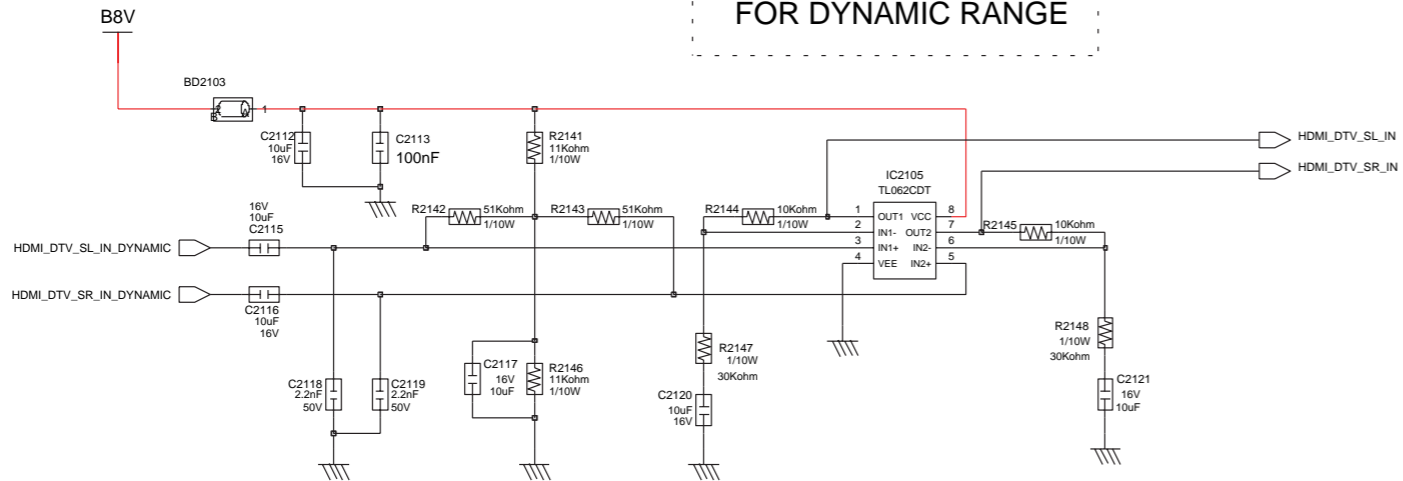 FOR DYNAMIC RANGE
B8V
BD2103
1
C2112
10uF
16V
C2113
100nF
R2141
11Kohm
1/10W
HDMI_DTV_SL_IN
HDMI_DTV_SR_IN
IC2105
TL062CDT
16V
10uF
C2115
R2142
51Kohm
1/10W
R2143
51Kohm
1/10W
R2144
10Kohm
1/10W
1 OUT1 VCC 8
2 IN1- OUT2 7
3 IN1+ IN2- 6
4 VEE IN2+ 5
R2145
10Kohm
1/10W
HDMI_DTV_SL_IN_DYNAMIC
HDMI_DTV_SR_IN_DYNAMIC
C2116
10uF
16V
R2147
1/10W
30Kohm
R2148
1/10W
30Kohm
C2117
16V
10uF
R2146
11Kohm
1/10W
C2118
2.2nF
50V
C2119
2.2nF
50V
C2120
10uF
16V
C2121
16V
10uF